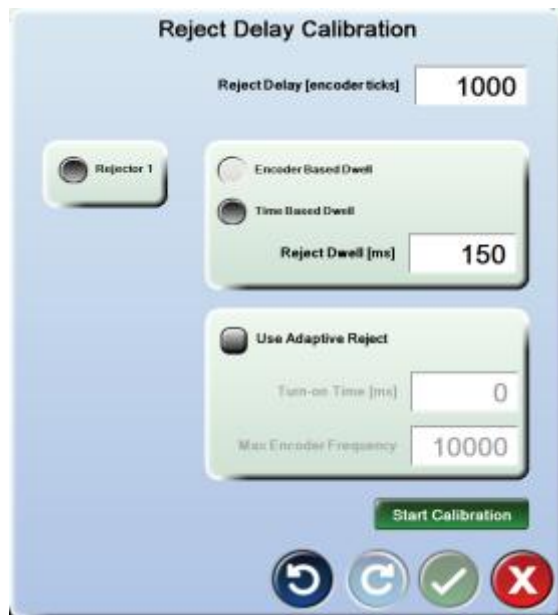 Reject Delay Calibration
Reject Delay [encoder ticks] 1000
Rejector 1
Encoder Based Dwell
Time Based Dwell
Reject Dwell [ms] 150
Use Adaptive Reject
Turn-on Time [ms] 0
Max Encoder Frequency 10000
Start Calibration